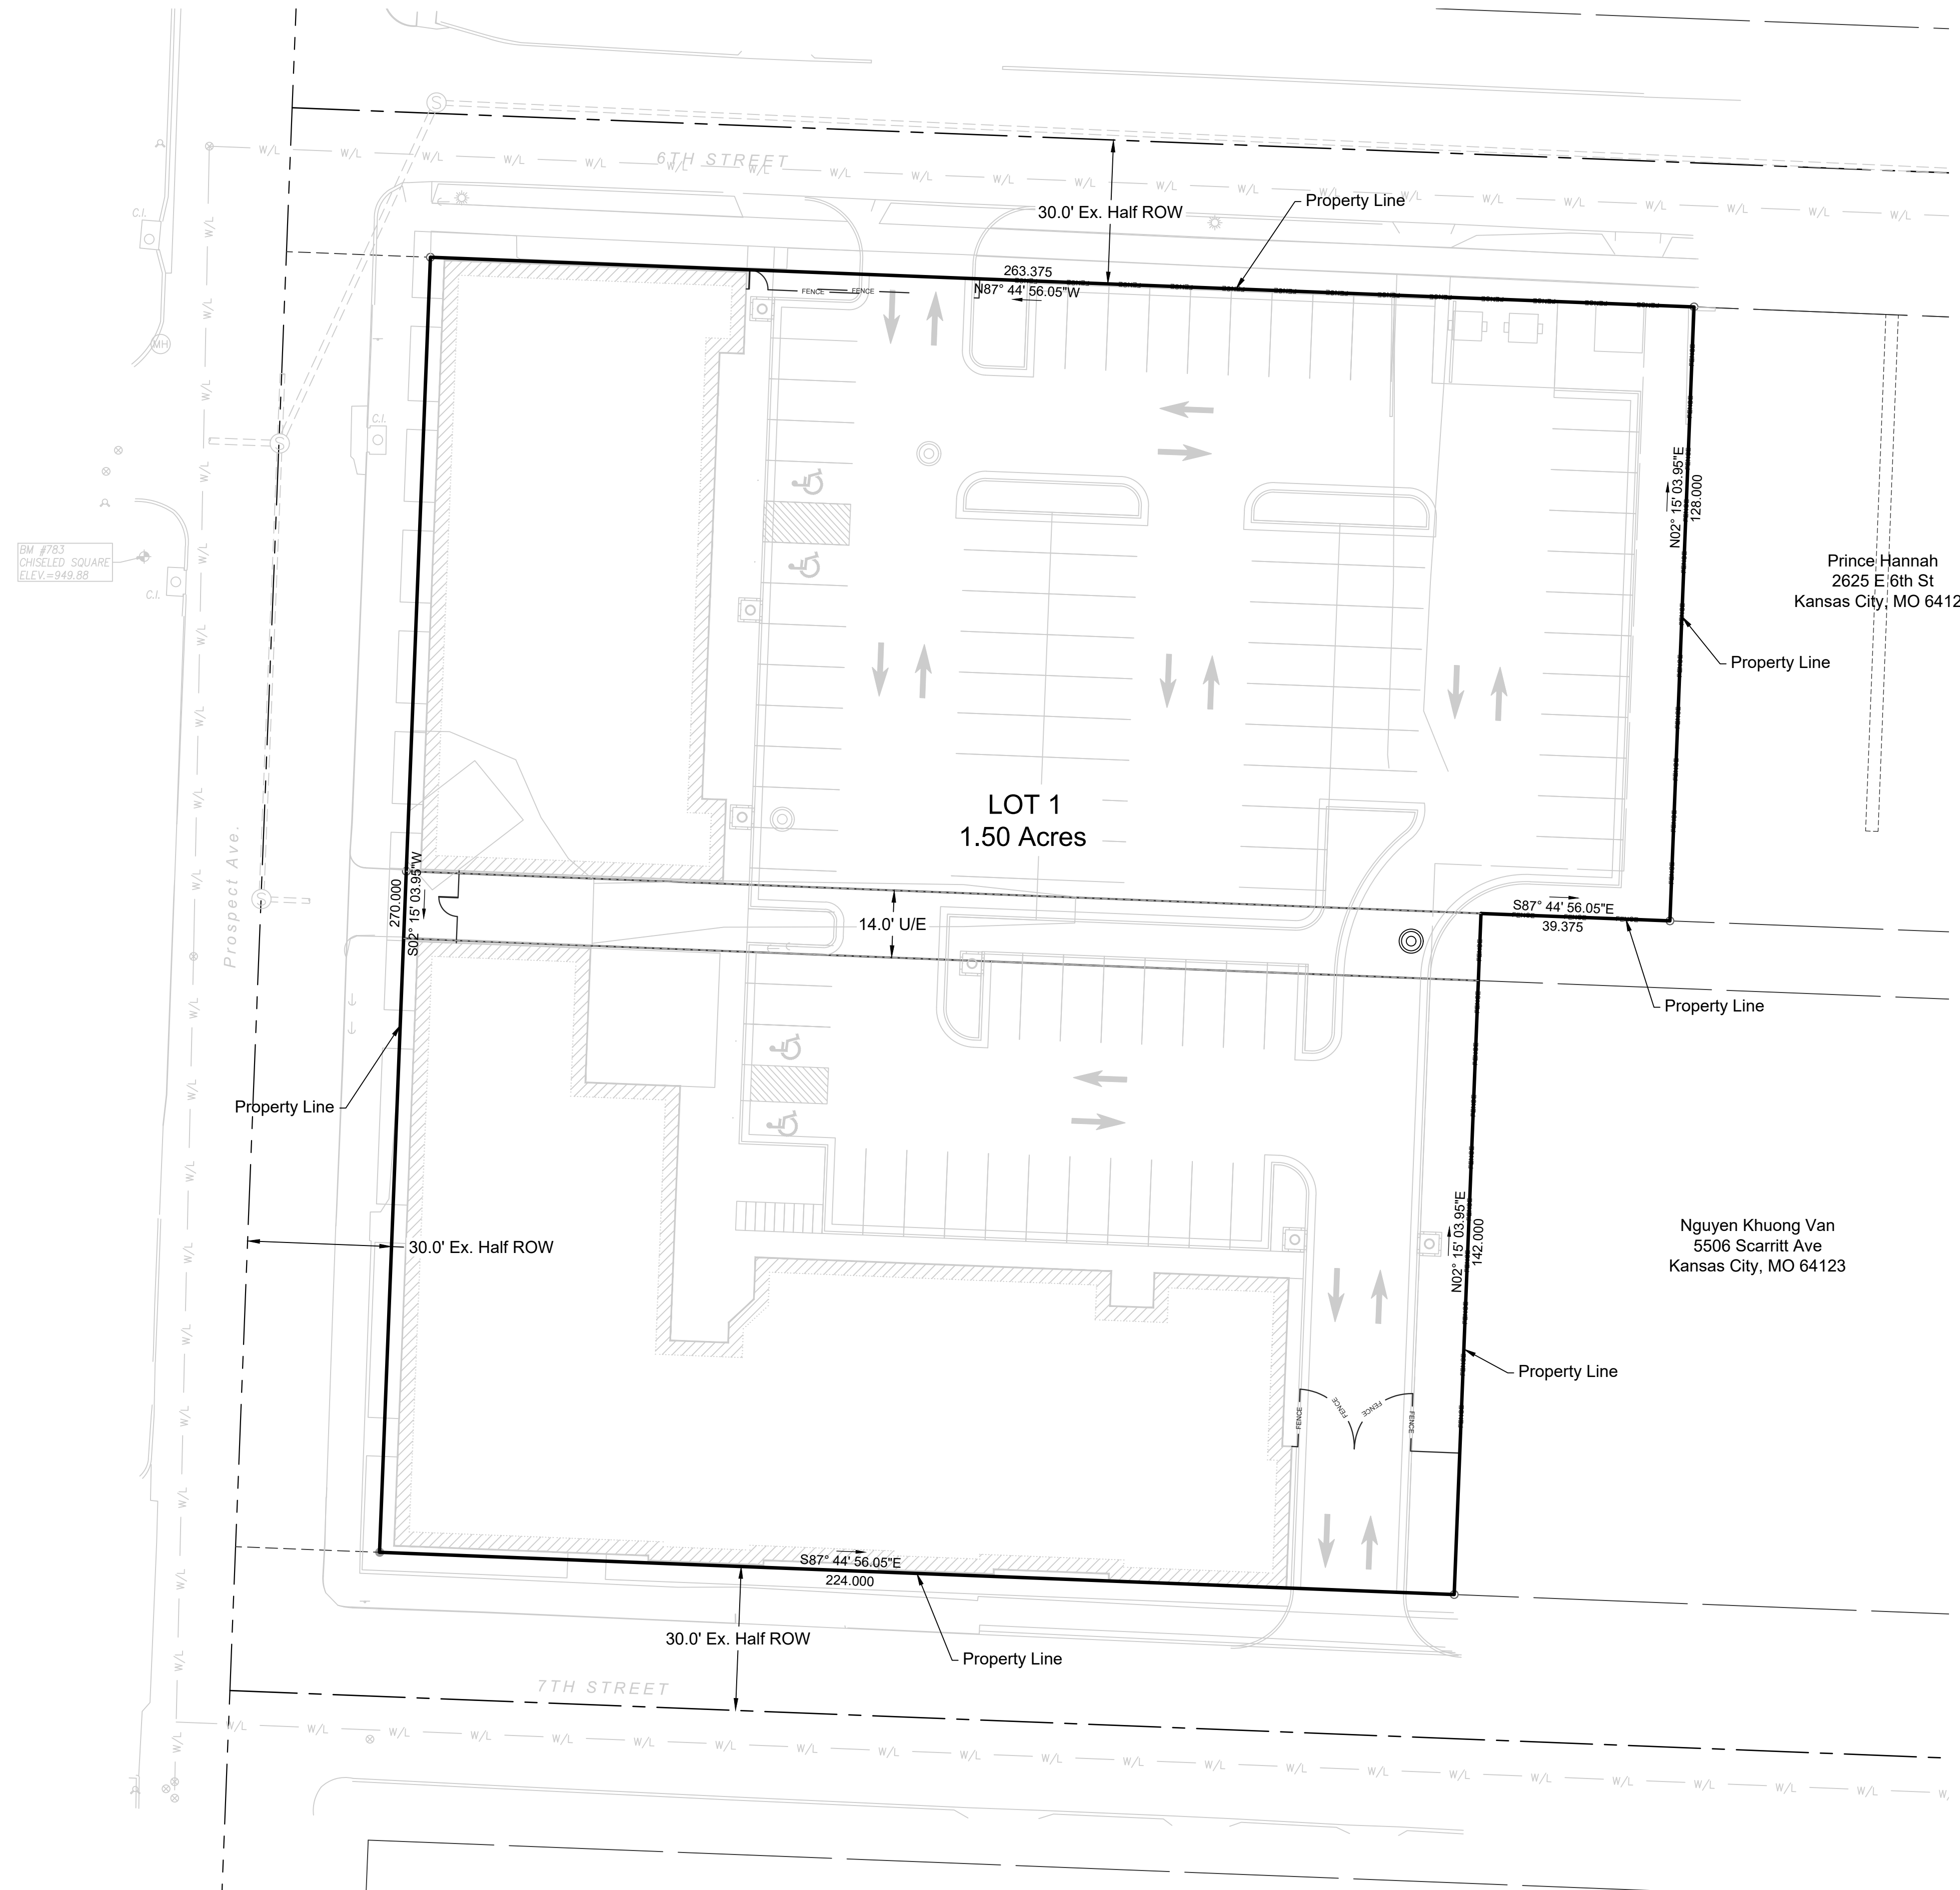 6TH STREET
W/L W/L W/L W/L W/L W/L W/L W/L W/L W/L W/L W/L W/L W/L W/L W/L W/L W/L W/L W/L W/L
S
C.I.
30.0' Ex. Half ROW
Property Line
263.375
N87° 44' 56.05"W
FENCE FENCE
MH
C.I.
S
BM #783
CHISELED SQUARE
ELEV.=949.88
C.I.
N02° 15' 03.95"E
128.000
Prince Hannah
2625 E 6th St
Kansas City, MO 6412
Property Line
LOT 1
1.50 Acres
Prospect Ave.
S
270.000
S02° 15' 03.95"W
14.0' U/E
S87° 44' 56.05"E
39.375
Property Line
Property Line
30.0' Ex. Half ROW
N02° 15' 03.95"E
142.000
Nguyen Khuong Van
5506 Scarritt Ave
Kansas City, MO 64123
Property Line
FENCE FENCE FENCE FENCE
S87° 44' 56.05"E
224.000
30.0' Ex. Half ROW
Property Line
7TH STREET
W/L W/L W/L W/L W/L W/L W/L W/L W/L W/L W/L W/L W/L W/L W/L W/L W/L W/L W/L W/L W/L